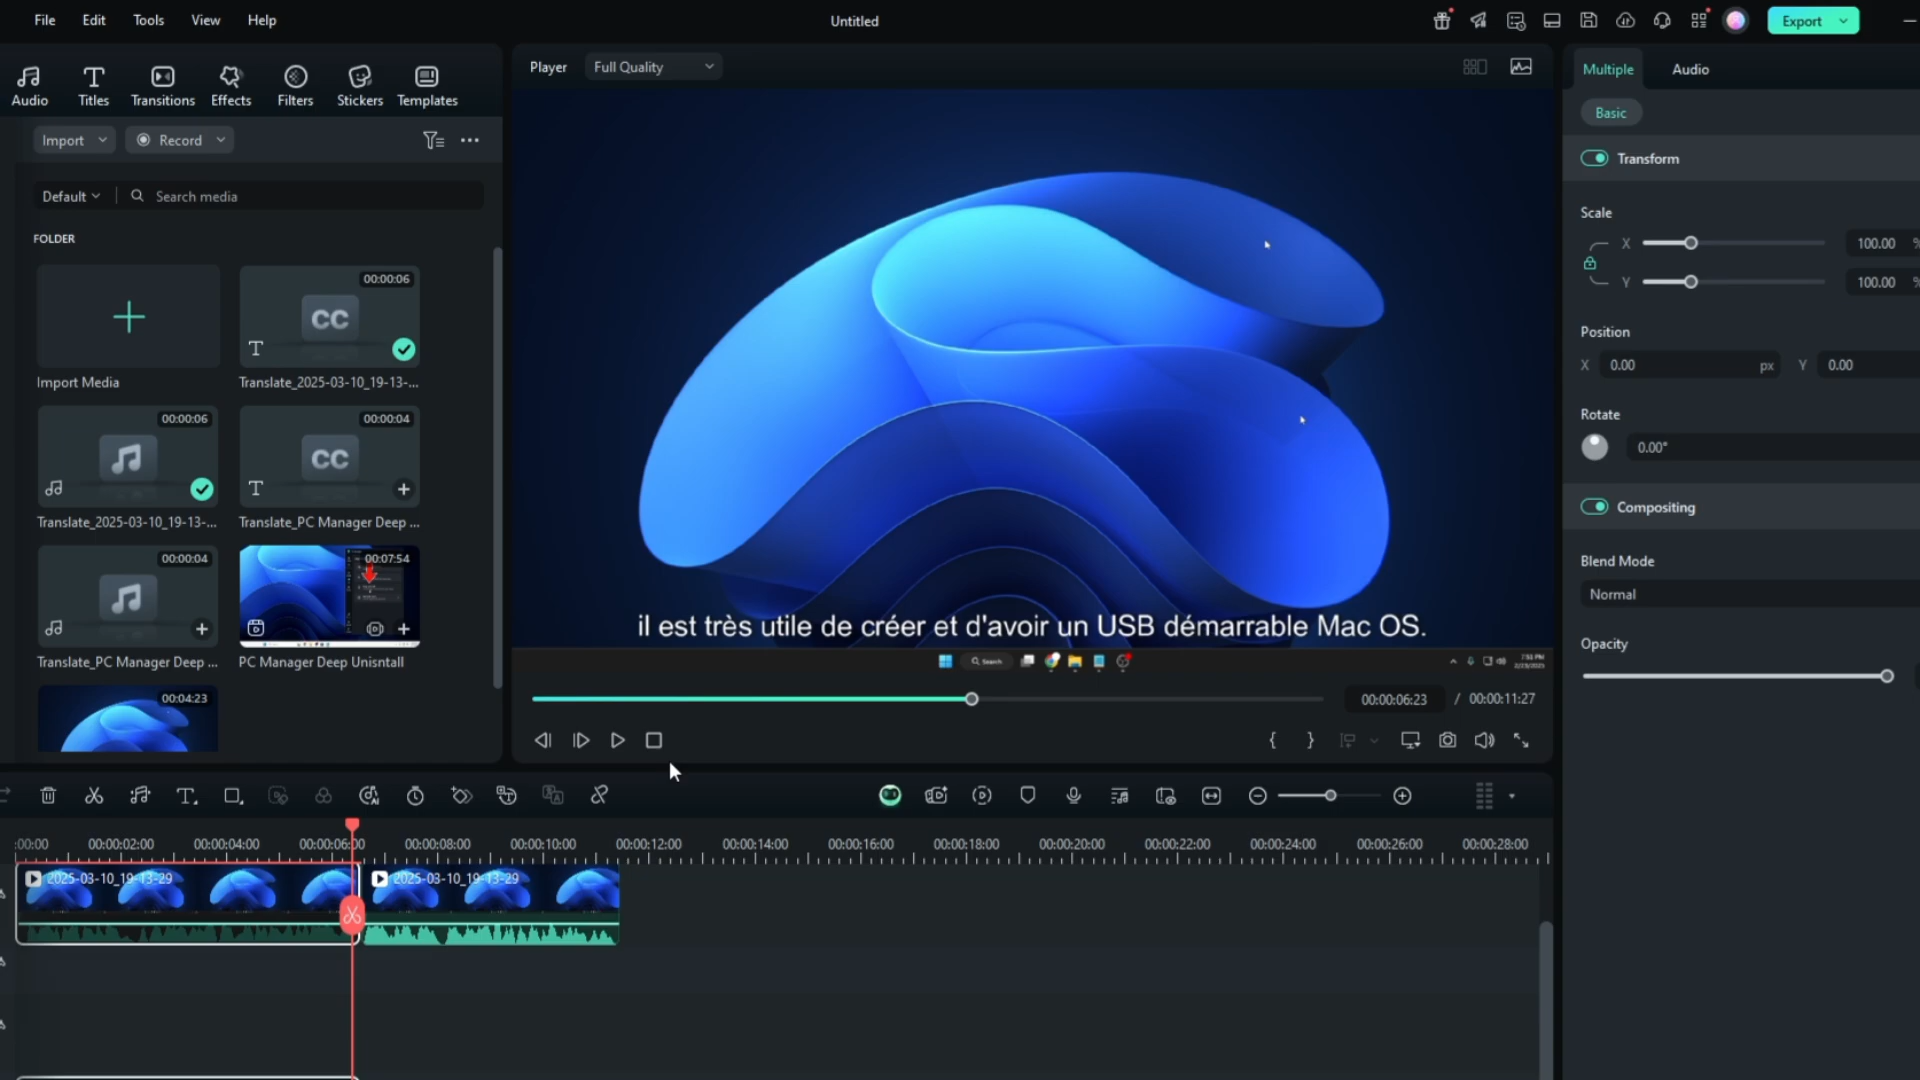 File Edit Tools View Help
Untitled
Export
Audio Titles Transitions Effects Filters Stickers Templates
Import Record
Default Search media
FOLDER
00:00:06
Import Media Translate_2025-03-10_19-13-...
00:00:06 00:00:04
Translate_2025-03-10_19-13-... Translate_PC Manager Deep ...
00:00:04 00:07:54
Translate_PC Manager Deep ... PC Manager Deep Unisntall
00:04:23
Player Full Quality
il est très utile de créer et d'avoir un USB démarrable Mac OS.
Search
7:51 PM
2/23/2025
00:00:06:23 / 00:00:11:27
Multiple Audio
Basic
Transform
Scale
X 100.00 %
Y 100.00 %
Position
X 0.00 px Y 0.00
Rotate
0.00°
Compositing
Blend Mode
Normal
Opacity
:00:00 00:00:02:00 00:00:04:00 00:00:06:00 00:00:08:00 00:00:10:00 00:00:12:00 00:00:14:00 00:00:16:00 00:00:18:00 00:00:20:00 00:00:22:00 00:00:24:00 00:00:26:00 00:00:28:00
2025-03-10_19-13-29 2025-03-10_19-13-29